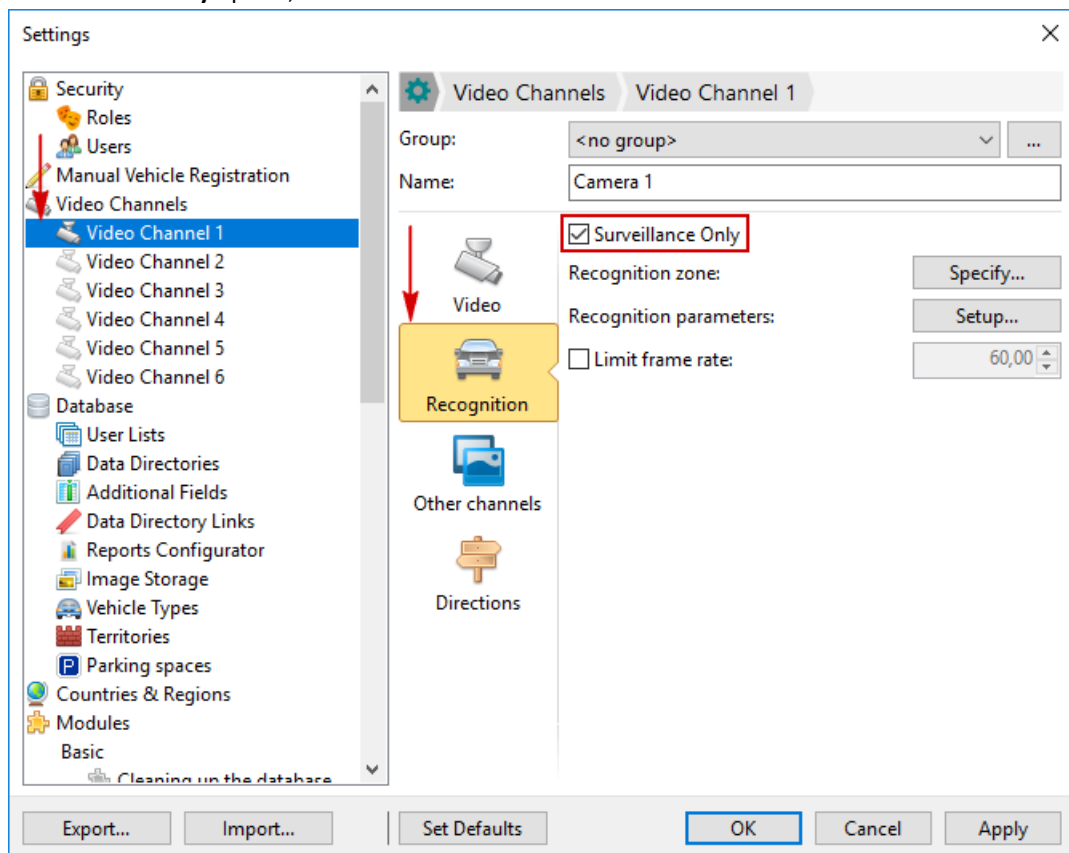 Settings
Security
Roles
Users
Manual Vehicle Registration
Video Channels
Video Channel 1
Video Channel 2
Video Channel 3
Video Channel 4
Video Channel 5
Video Channel 6
Database
User Lists
Data Directories
Additional Fields
Data Directory Links
Reports Configurator
Image Storage
Vehicle Types
Territories
P Parking spaces
Countries & Regions
Modules
Basic
Cleaning up the database
Video Channels Video Channel 1
Group: <no group> ...
Name: Camera 1
Video
Recognition
Other channels
Directions
Surveillance Only
Recognition zone: Specify...
Recognition parameters: Setup...
Limit frame rate: 60,00
Export... Import... Set Defaults OK Cancel Apply